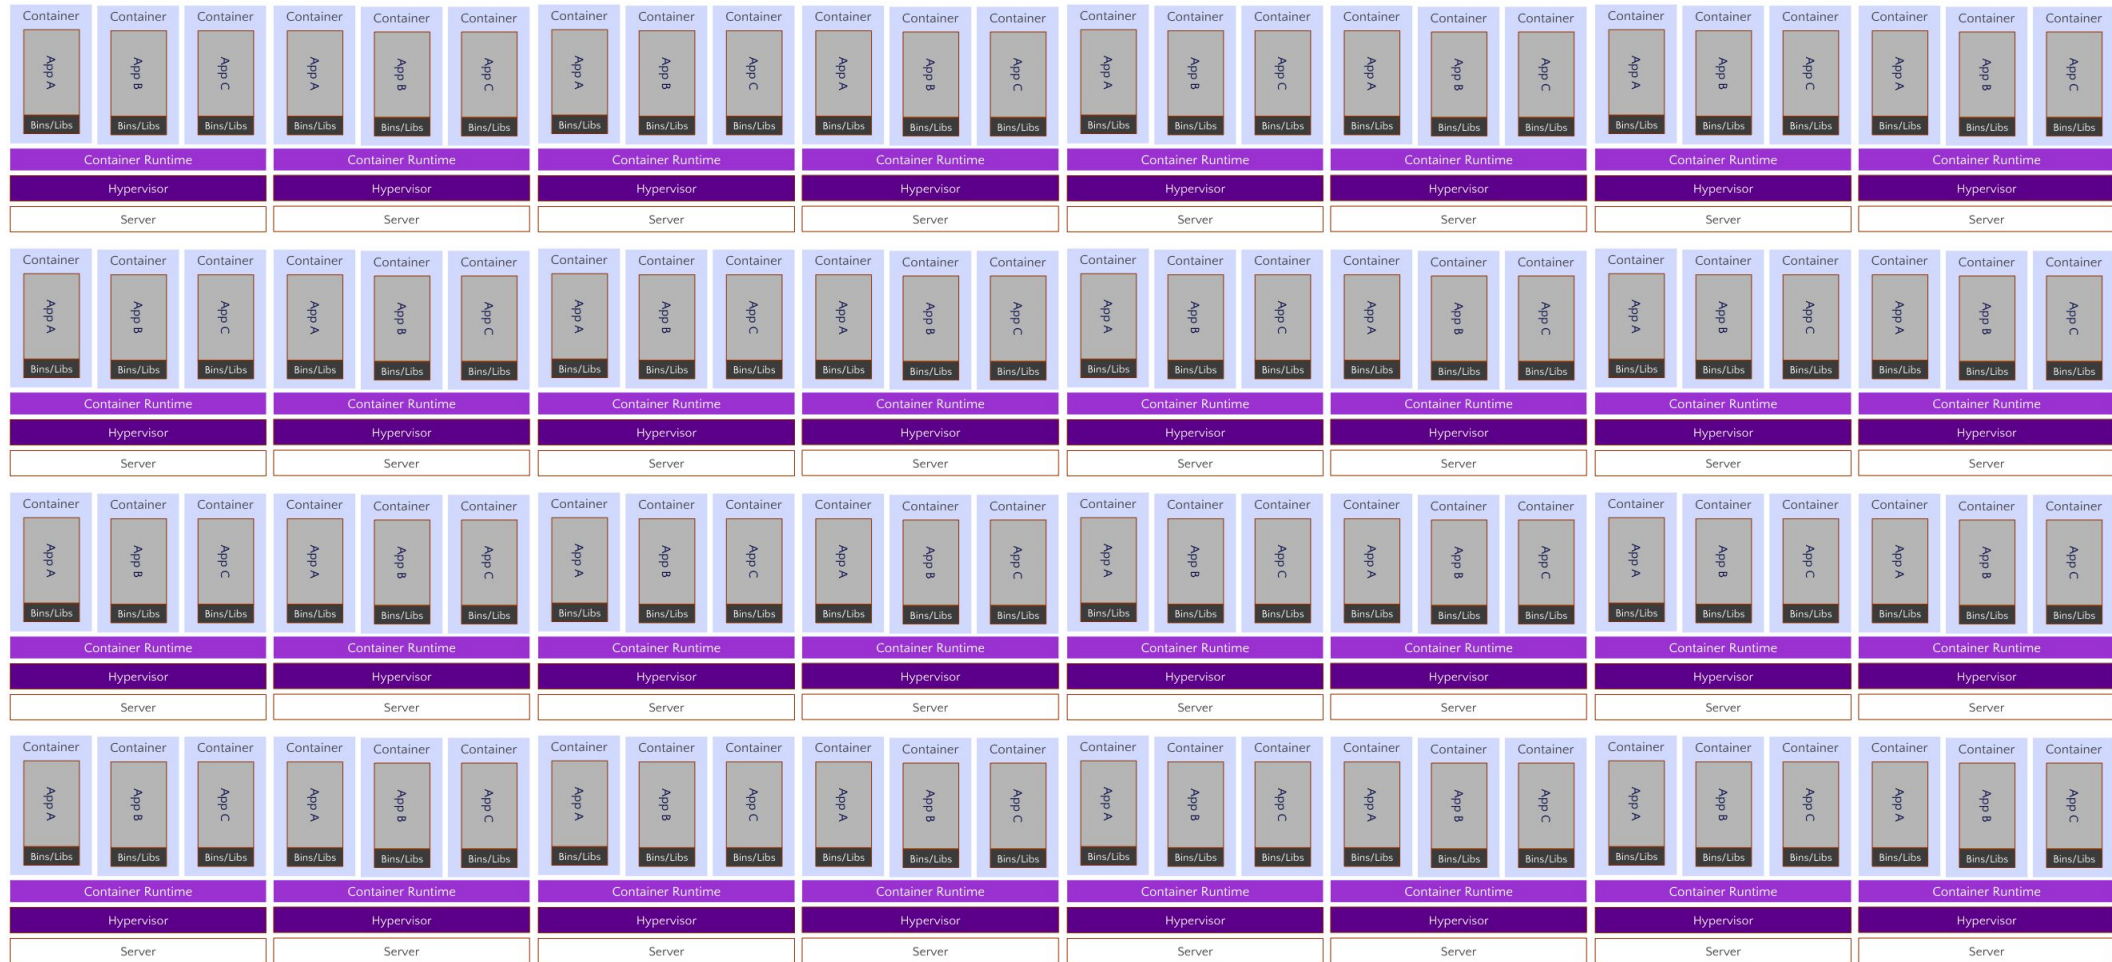 Container Container Container Container Container Container Container Container Container Container Container Container Container Container Container Container Container Container Container Container Container Container Container Container
App A App B App C App A App B App C App A App B App C App A App B App C App A App B App C App A App B App C App A App B App C App A App B App C
Bins/Libs Bins/Libs Bins/Libs Bins/Libs Bins/Libs Bins/Libs Bins/Libs Bins/Libs Bins/Libs Bins/Libs Bins/Libs Bins/Libs Bins/Libs Bins/Libs Bins/Libs Bins/Libs Bins/Libs Bins/Libs Bins/Libs Bins/Libs Bins/Libs Bins/Libs Bins/Libs Bins/Libs
Container Runtime Container Runtime Container Runtime Container Runtime Container Runtime Container Runtime Container Runtime Container Runtime
Hypervisor Hypervisor Hypervisor Hypervisor Hypervisor Hypervisor Hypervisor Hypervisor
Server Server Server Server Server Server Server Server
Container Container Container Container Container Container Container Container Container Container Container Container Container Container Container Container Container Container Container Container Container Container Container Container
App A App B App C App A App B App C App A App B App C App A App B App C App A App B App C App A App B App C App A App B App C App A App B App C
Bins/Libs Bins/Libs Bins/Libs Bins/Libs Bins/Libs Bins/Libs Bins/Libs Bins/Libs Bins/Libs Bins/Libs Bins/Libs Bins/Libs Bins/Libs Bins/Libs Bins/Libs Bins/Libs Bins/Libs Bins/Libs Bins/Libs Bins/Libs Bins/Libs Bins/Libs Bins/Libs Bins/Libs
Container Runtime Container Runtime Container Runtime Container Runtime Container Runtime Container Runtime Container Runtime Container Runtime
Hypervisor Hypervisor Hypervisor Hypervisor Hypervisor Hypervisor Hypervisor Hypervisor
Server Server Server Server Server Server Server Server
Container Container Container Container Container Container Container Container Container Container Container Container Container Container Container Container Container Container Container Container Container Container Container Container
App A App B App C App A App B App C App A App B App C App A App B App C App A App B App C App A App B App C App A App B App C App A App B App C
Bins/Libs Bins/Libs Bins/Libs Bins/Libs Bins/Libs Bins/Libs Bins/Libs Bins/Libs Bins/Libs Bins/Libs Bins/Libs Bins/Libs Bins/Libs Bins/Libs Bins/Libs Bins/Libs Bins/Libs Bins/Libs Bins/Libs Bins/Libs Bins/Libs Bins/Libs Bins/Libs Bins/Libs
Container Runtime Container Runtime Container Runtime Container Runtime Container Runtime Container Runtime Container Runtime Container Runtime
Hypervisor Hypervisor Hypervisor Hypervisor Hypervisor Hypervisor Hypervisor Hypervisor
Server Server Server Server Server Server Server Server
Container Container Container Container Container Container Container Container Container Container Container Container Container Container Container Container Container Container Container Container Container Container Container Container
App A App B App C App A App B App C App A App B App C App A App B App C App A App B App C App A App B App C App A App B App C App A App B App C
Bins/Libs Bins/Libs Bins/Libs Bins/Libs Bins/Libs Bins/Libs Bins/Libs Bins/Libs Bins/Libs Bins/Libs Bins/Libs Bins/Libs Bins/Libs Bins/Libs Bins/Libs Bins/Libs Bins/Libs Bins/Libs Bins/Libs Bins/Libs Bins/Libs Bins/Libs Bins/Libs Bins/Libs
Container Runtime Container Runtime Container Runtime Container Runtime Container Runtime Container Runtime Container Runtime Container Runtime
Hypervisor Hypervisor Hypervisor Hypervisor Hypervisor Hypervisor Hypervisor Hypervisor
Server Server Server Server Server Server Server Server